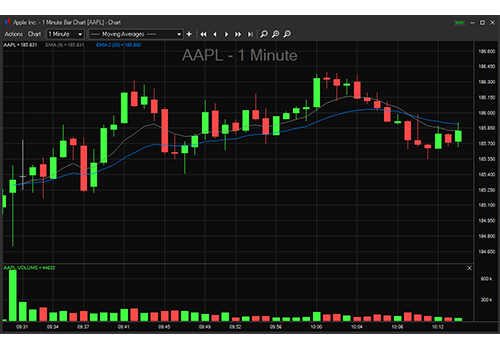 Apple Inc. - 1 Minute Bar Chart [AAPL] - Chart
Actions Chart 1 Minute Moving Averages
AAPL = 185.831 EMA (9) = 185.831 EMA 2 (20) = 185.892
AAPL - 1 Minute
186.600
186.450
186.300
186.150
186.000
185.850
185.700
185.550
185.400
185.250
185.100
184.950
184.800
184.650
AAPL VOLUME = 44632
600 k
300 k
09:31 09:34 09:37 09:41 09:45 09:49 09:52 09:56 10:00 10:04 10:08 10:12